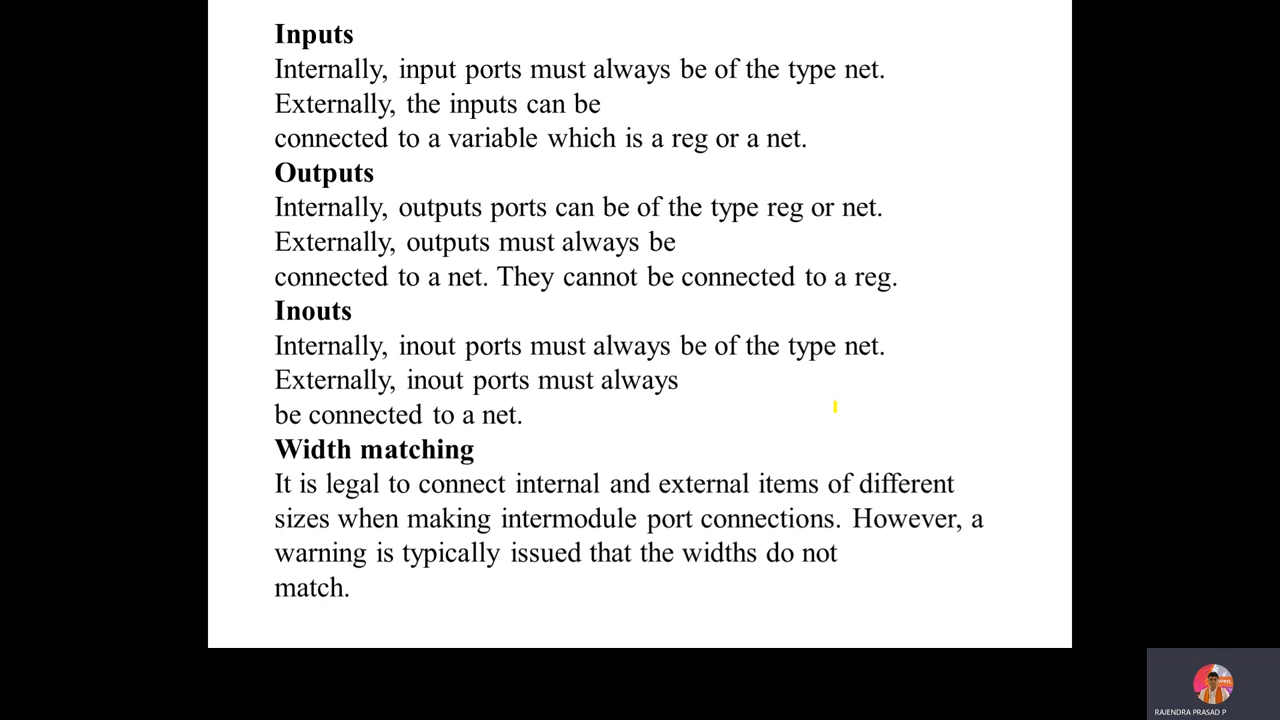 Inputs
Internally, input ports must always be of the type net.
Externally, the inputs can be
connected to a variable which is a reg or a net.
Outputs
Internally, outputs ports can be of the type reg or net.
Externally, outputs must always be
connected to a net. They cannot be connected to a reg.
Inouts
Internally, inout ports must always be of the type net.
Externally, inout ports must always
be connected to a net.
Width matching
It is legal to connect internal and external items of different
sizes when making intermodule port connections. However, a
warning is typically issued that the widths do not
match.
RAJENDRA PRASAD P